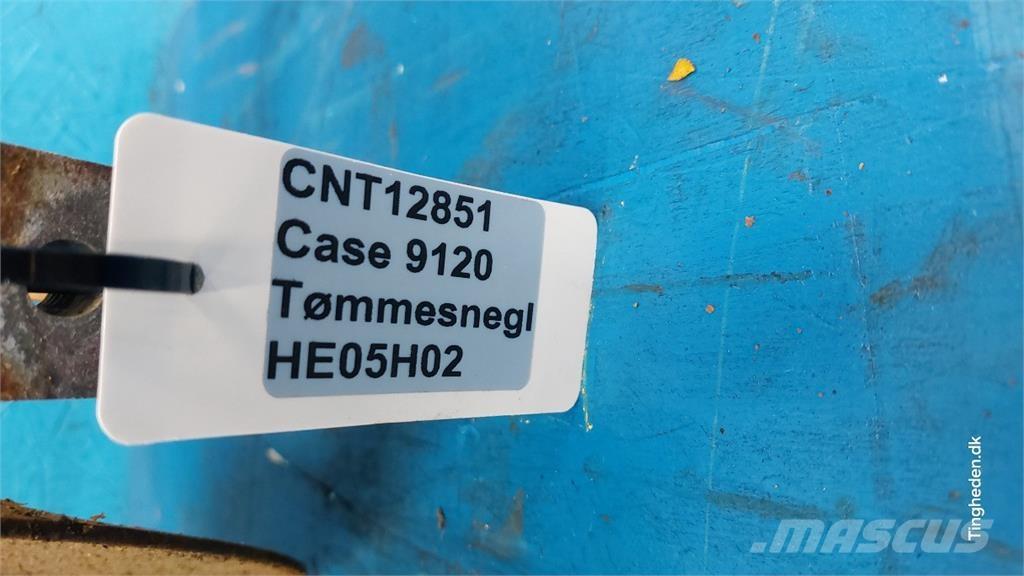 CNT12851
Case 9120
Tømmesnegl
HE05H02
Tingheden.dk
MASCUS